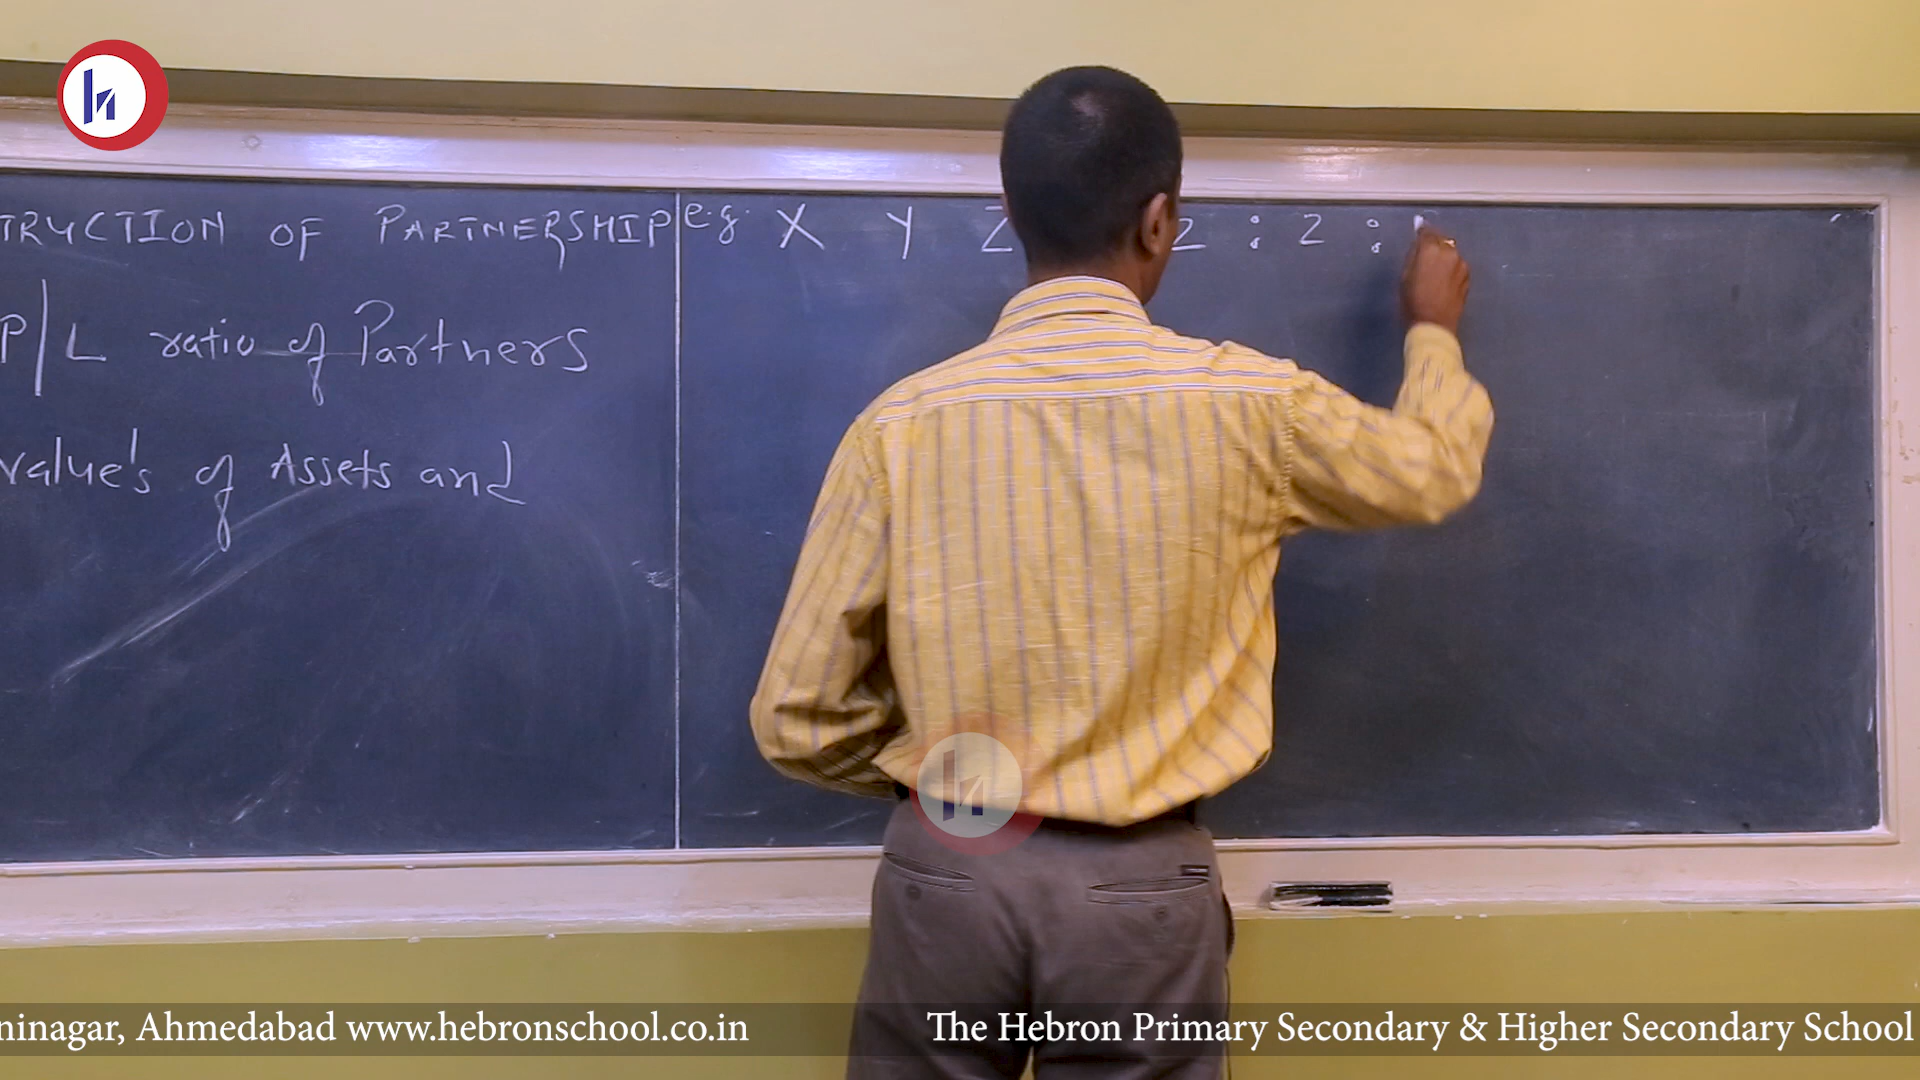 TRUCTION OF PARTNERSHIP
P/L ratio of Partners
value's of Assets and
e.g. X Y Z 2 : 2 :
ninagar, Ahmedabad www.hebronschool.co.in The Hebron Primary Secondary & Higher Secondary School